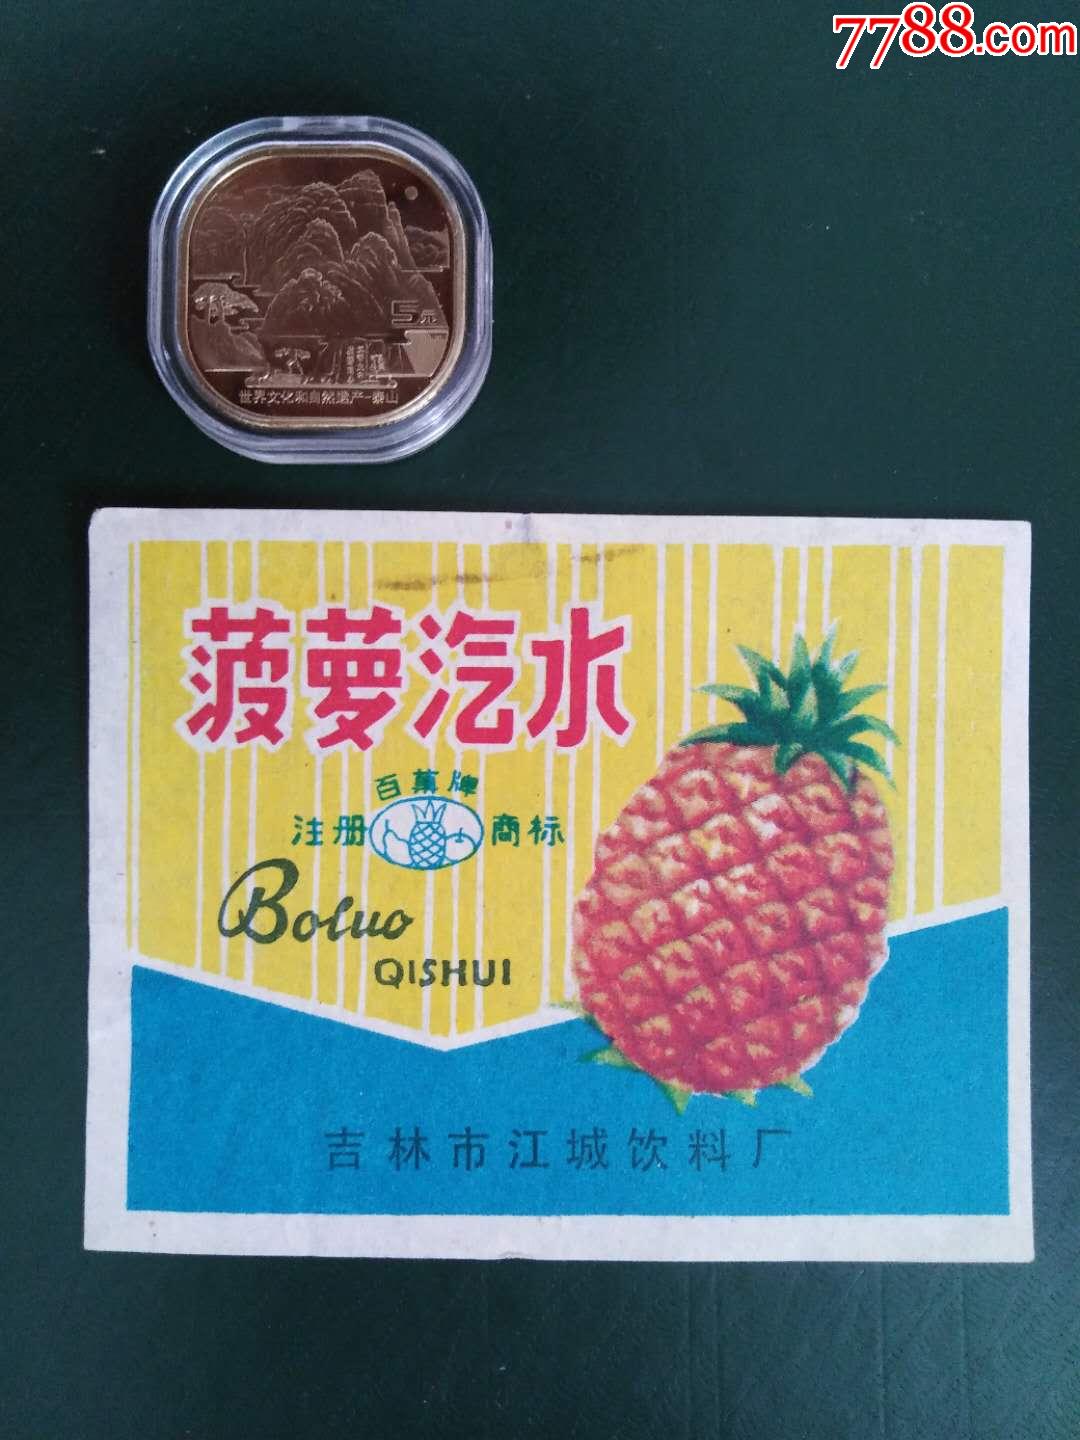 7788.com
5元
世界文化和自然遗产-泰山
菠萝汽水
百菓牌
注册 商标
Boluo
QISHUI
吉林市江城饮料厂